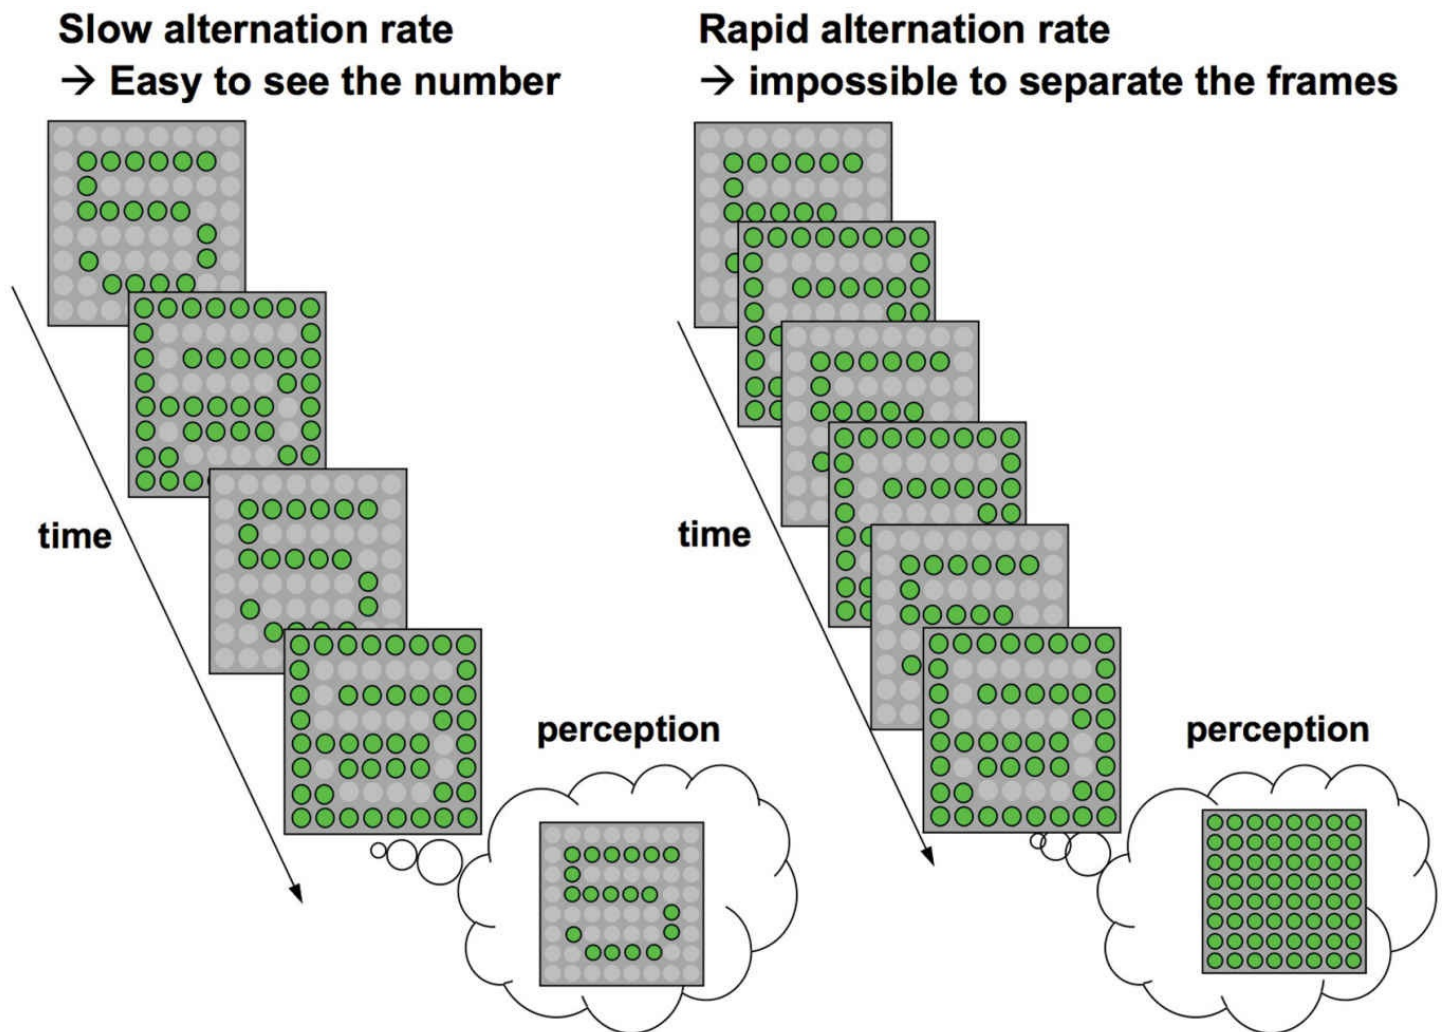 Slow alternation rate
→ Easy to see the number
Rapid alternation rate
→ impossible to separate the frames
time
time
perception
perception